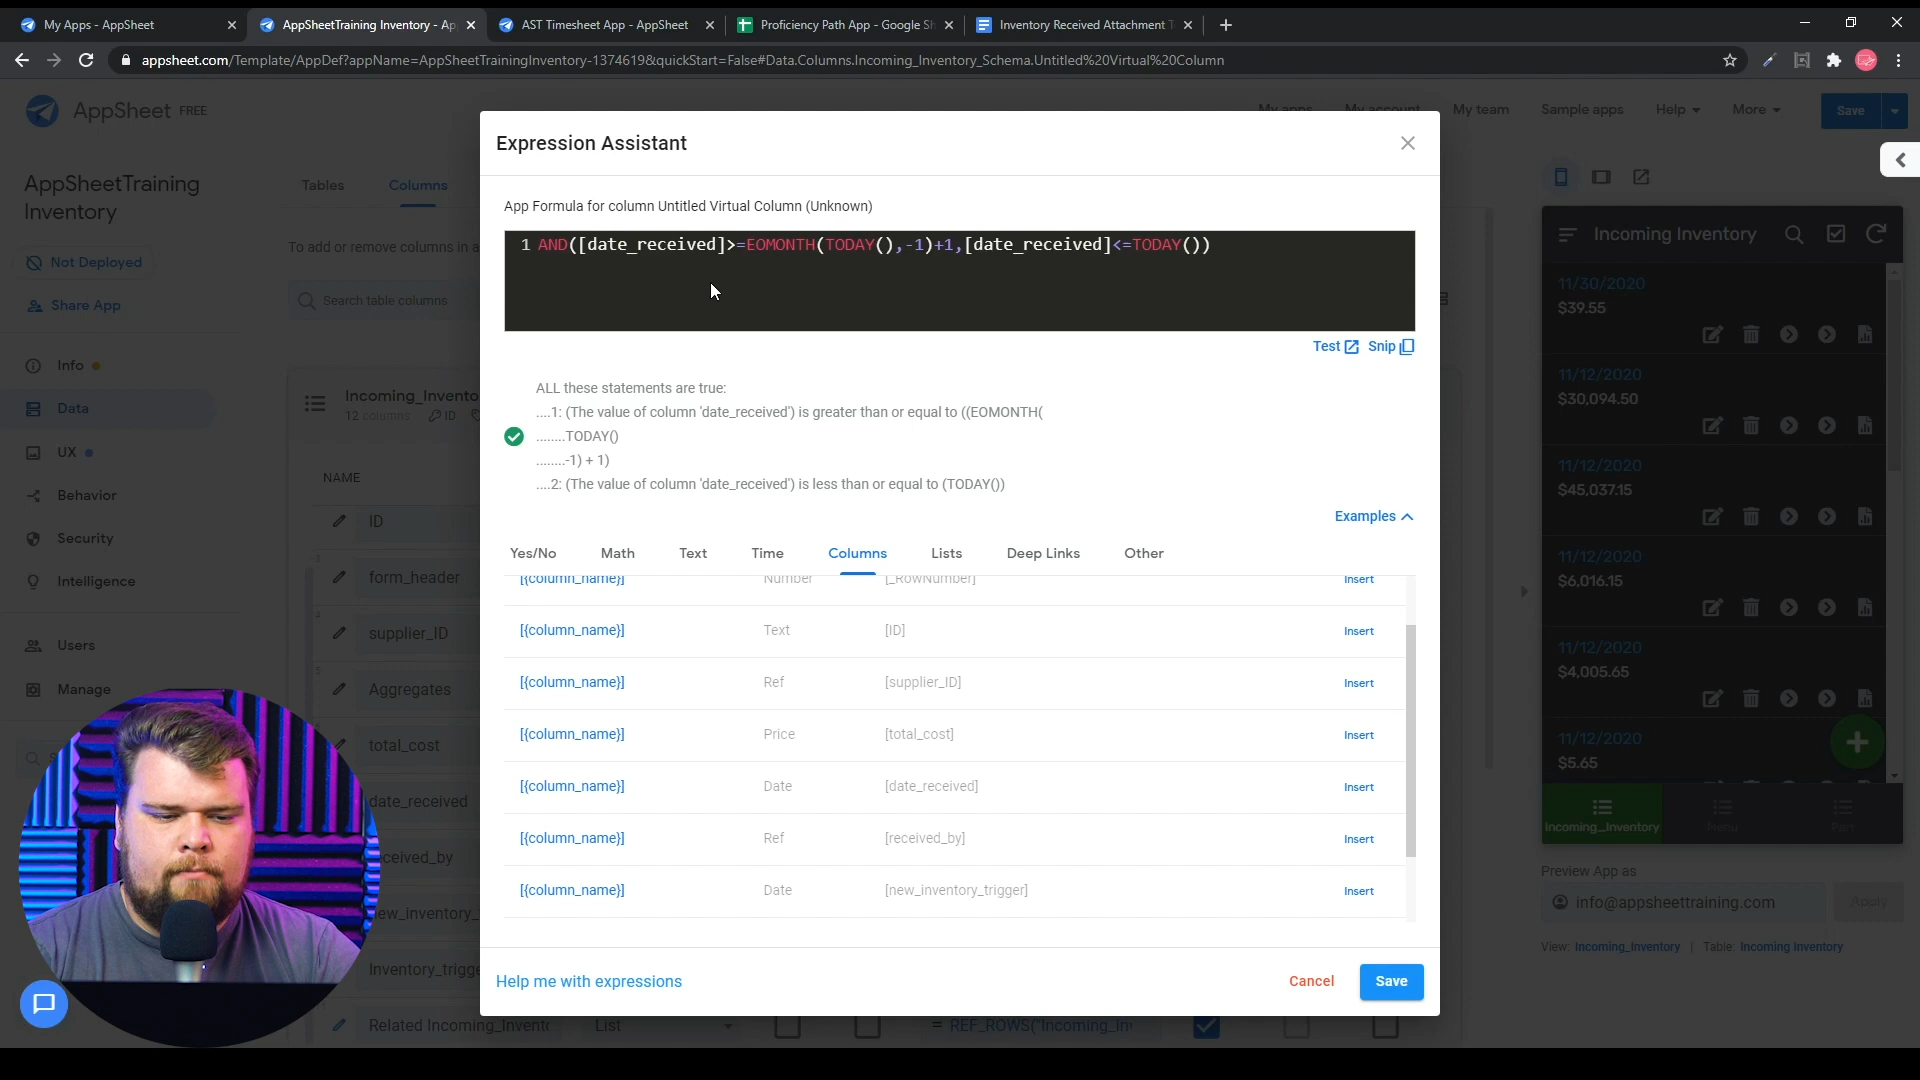 My Apps - AppSheet
AppSheetTraining Inventory - Ap
AST Timesheet App - AppSheet
Proficiency Path App - Google Sh
Inventory Received Attachment T
appsheet.com/Template/AppDef?appName=AppSheetTrainingInventory-1374619&quickStart=False#Data.Columns.Incoming_Inventory_Schema.Untitled%20Virtual%20Column
AppSheet FREE
My apps My account My team Sample apps Help More Save
AppSheetTraining
Inventory
Tables Columns
To add or remove columns in a
Not Deployed
Share App
Search table columns
Info
Data
UX
Behavior
Security
Intelligence
Users
Manage
Incoming_Invento
12 columns ID
NAME
ID
form_header
supplier_ID
Aggregates
total_cost
date_received
eceived_by
ew_inventory_
Inventory_trigge
Related Incoming_Invento List = REF_ROWS("Incoming_Inv
Expression Assistant
App Formula for column Untitled Virtual Column (Unknown)
1 AND([date_received]>=EOMONTH(TODAY(),-1)+1,[date_received]<=TODAY())
Test Snip
ALL these statements are true:
....1: (The value of column 'date_received') is greater than or equal to ((EOMONTH(
........TODAY()
........-1) + 1)
....2: (The value of column 'date_received') is less than or equal to (TODAY())
Examples
Yes/No Math Text Time Columns Lists Deep Links Other
[{column_name}] Number [_RowNumber] Insert
[{column_name}] Text [ID] Insert
[{column_name}] Ref [supplier_ID] Insert
[{column_name}] Price [total_cost] Insert
[{column_name}] Date [date_received] Insert
[{column_name}] Ref [received_by] Insert
[{column_name}] Date [new_inventory_trigger] Insert
Help me with expressions
Cancel Save
Incoming Inventory
11/30/2020
$39.55
11/12/2020
$30,094.50
11/12/2020
$45,037.15
11/12/2020
$6,016.15
11/12/2020
$4,005.65
11/12/2020
$5.65
Incoming_Inventory Menu Part
Preview App as
info@appsheettraining.com Apply
View: Incoming_Inventory | Table: Incoming Inventory